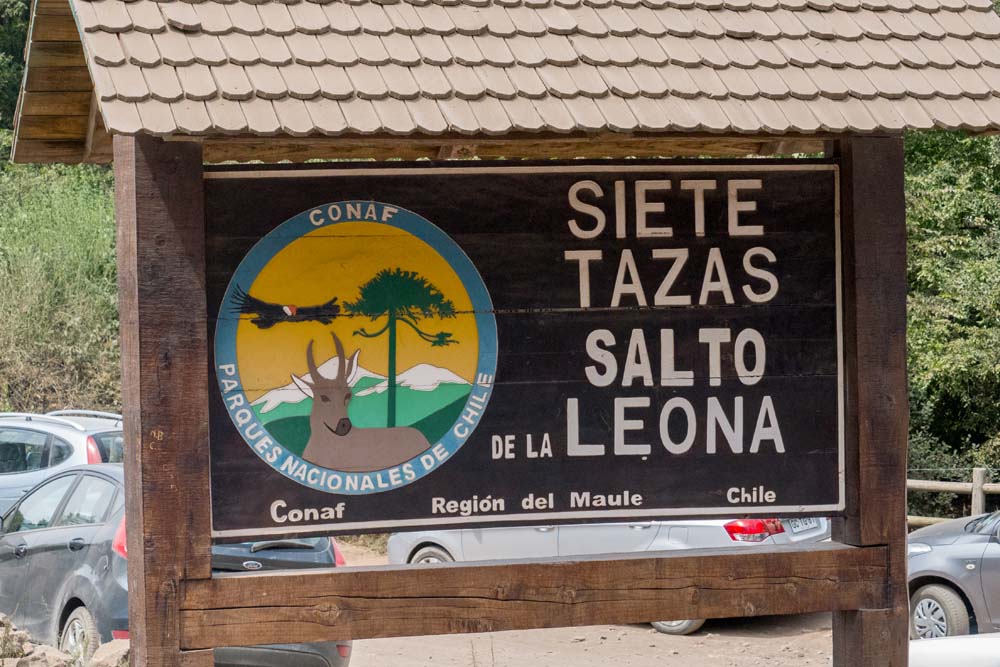 CONAF
PARQUES NACIONALES DE CHILE
SIETE
TAZAS
SALTO
DE LA LEONA
Conaf Región del Maule Chile